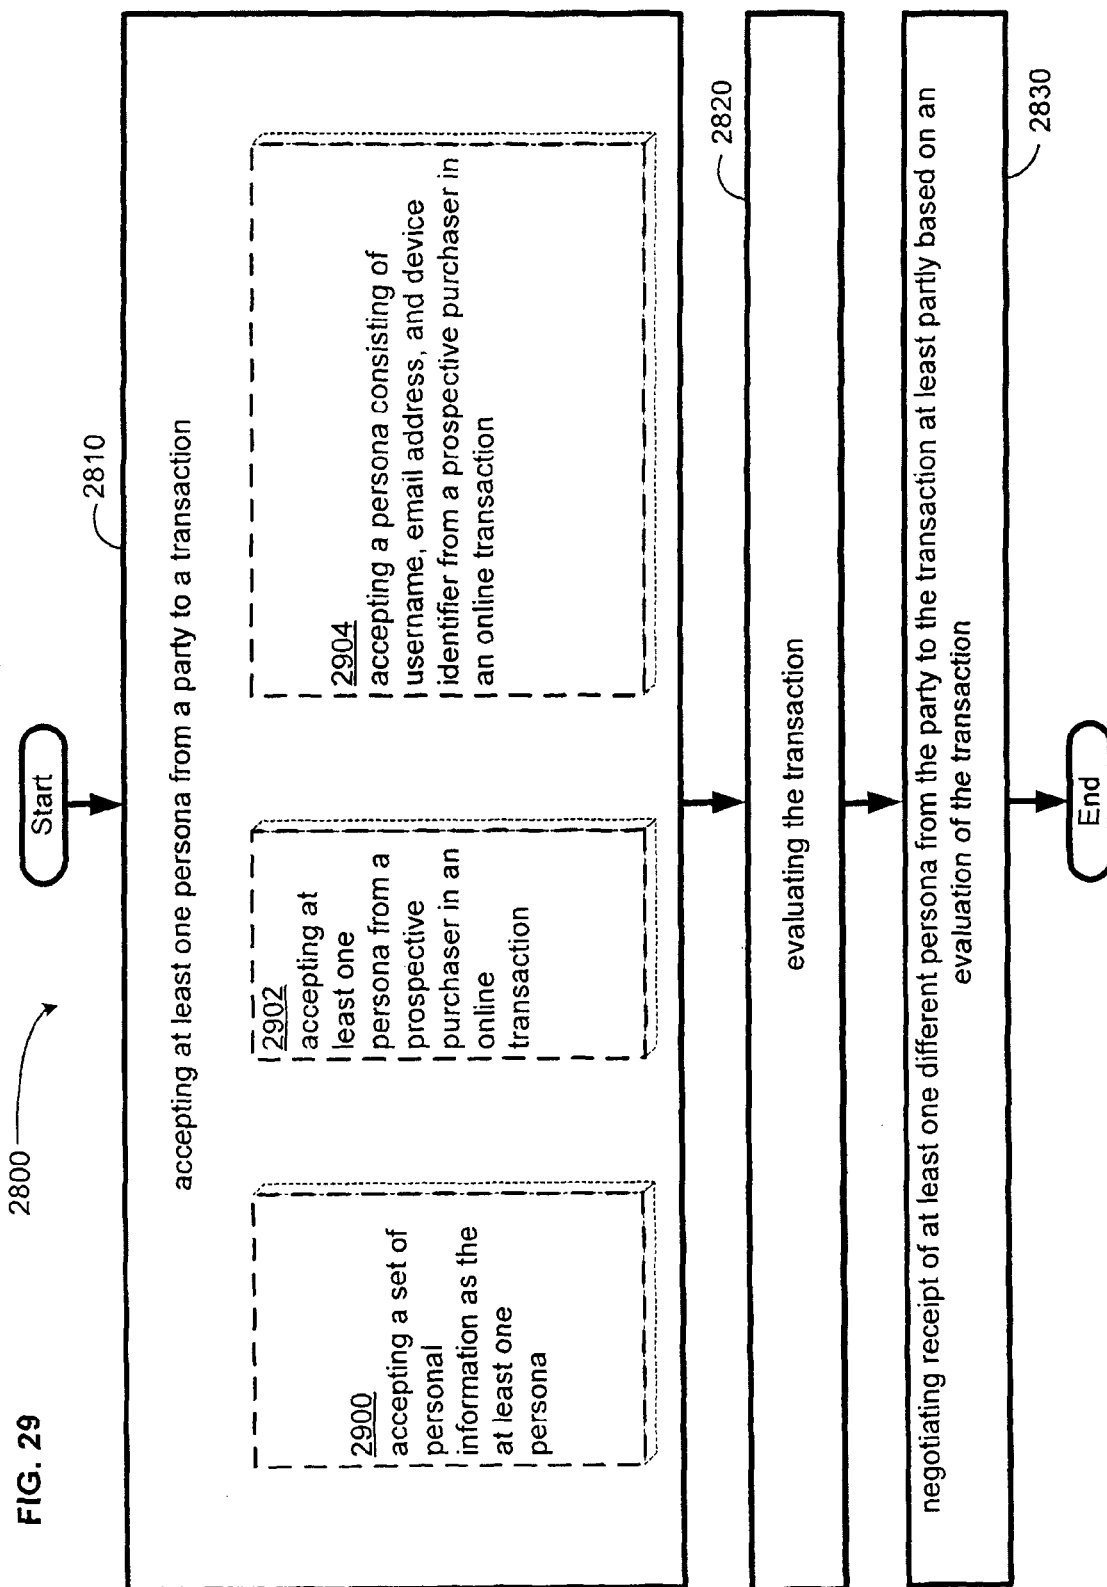 FIG. 29
2800
Start
2810
accepting at least one persona from a party to a transaction
2900
accepting a set of
personal
information as the
at least one
persona
2902
accepting at
least one
persona from a
prospective
purchaser in an
online
transaction
2904
accepting a persona consisting of
username, email address, and device
identifier from a prospective purchaser in
an online transaction
2820
evaluating the transaction
2830
negotiating receipt of at least one different persona from the party to the transaction at least partly based on an
evaluation of the transaction
End